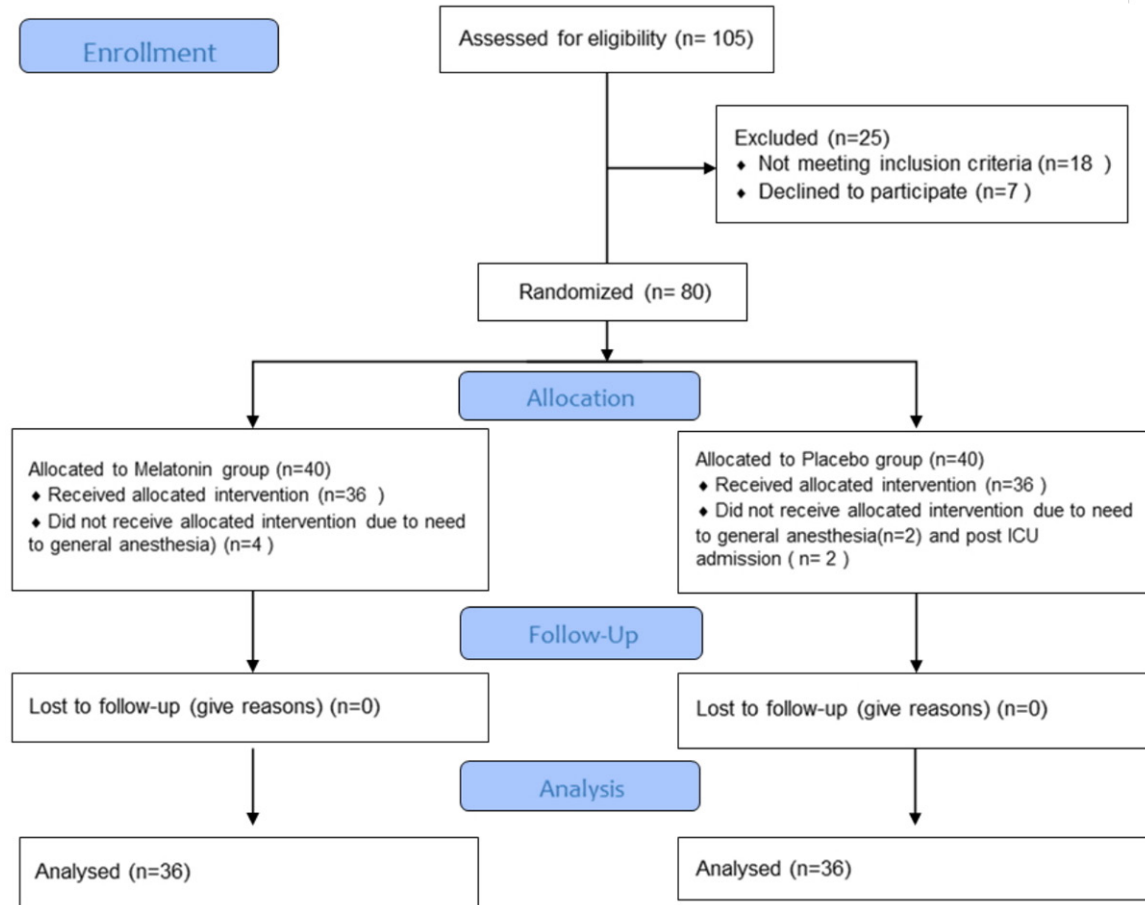 Enrollment
Assessed for eligibility (n= 105)
Excluded (n=25)
♦ Not meeting inclusion criteria (n=18 )
♦ Declined to participate (n=7 )
Randomized (n= 80)
Allocation
Allocated to Melatonin group (n=40)
♦ Received allocated intervention (n=36 )
♦ Did not receive allocated intervention due to need
to general anesthesia) (n=4 )
Allocated to Placebo group (n=40)
♦ Received allocated intervention (n=36 )
♦ Did not receive allocated intervention due to need
to general anesthesia(n=2) and post ICU
admission ( n= 2 )
Follow-Up
Lost to follow-up (give reasons) (n=0)
Lost to follow-up (give reasons) (n=0)
Analysis
Analysed (n=36)
Analysed (n=36)